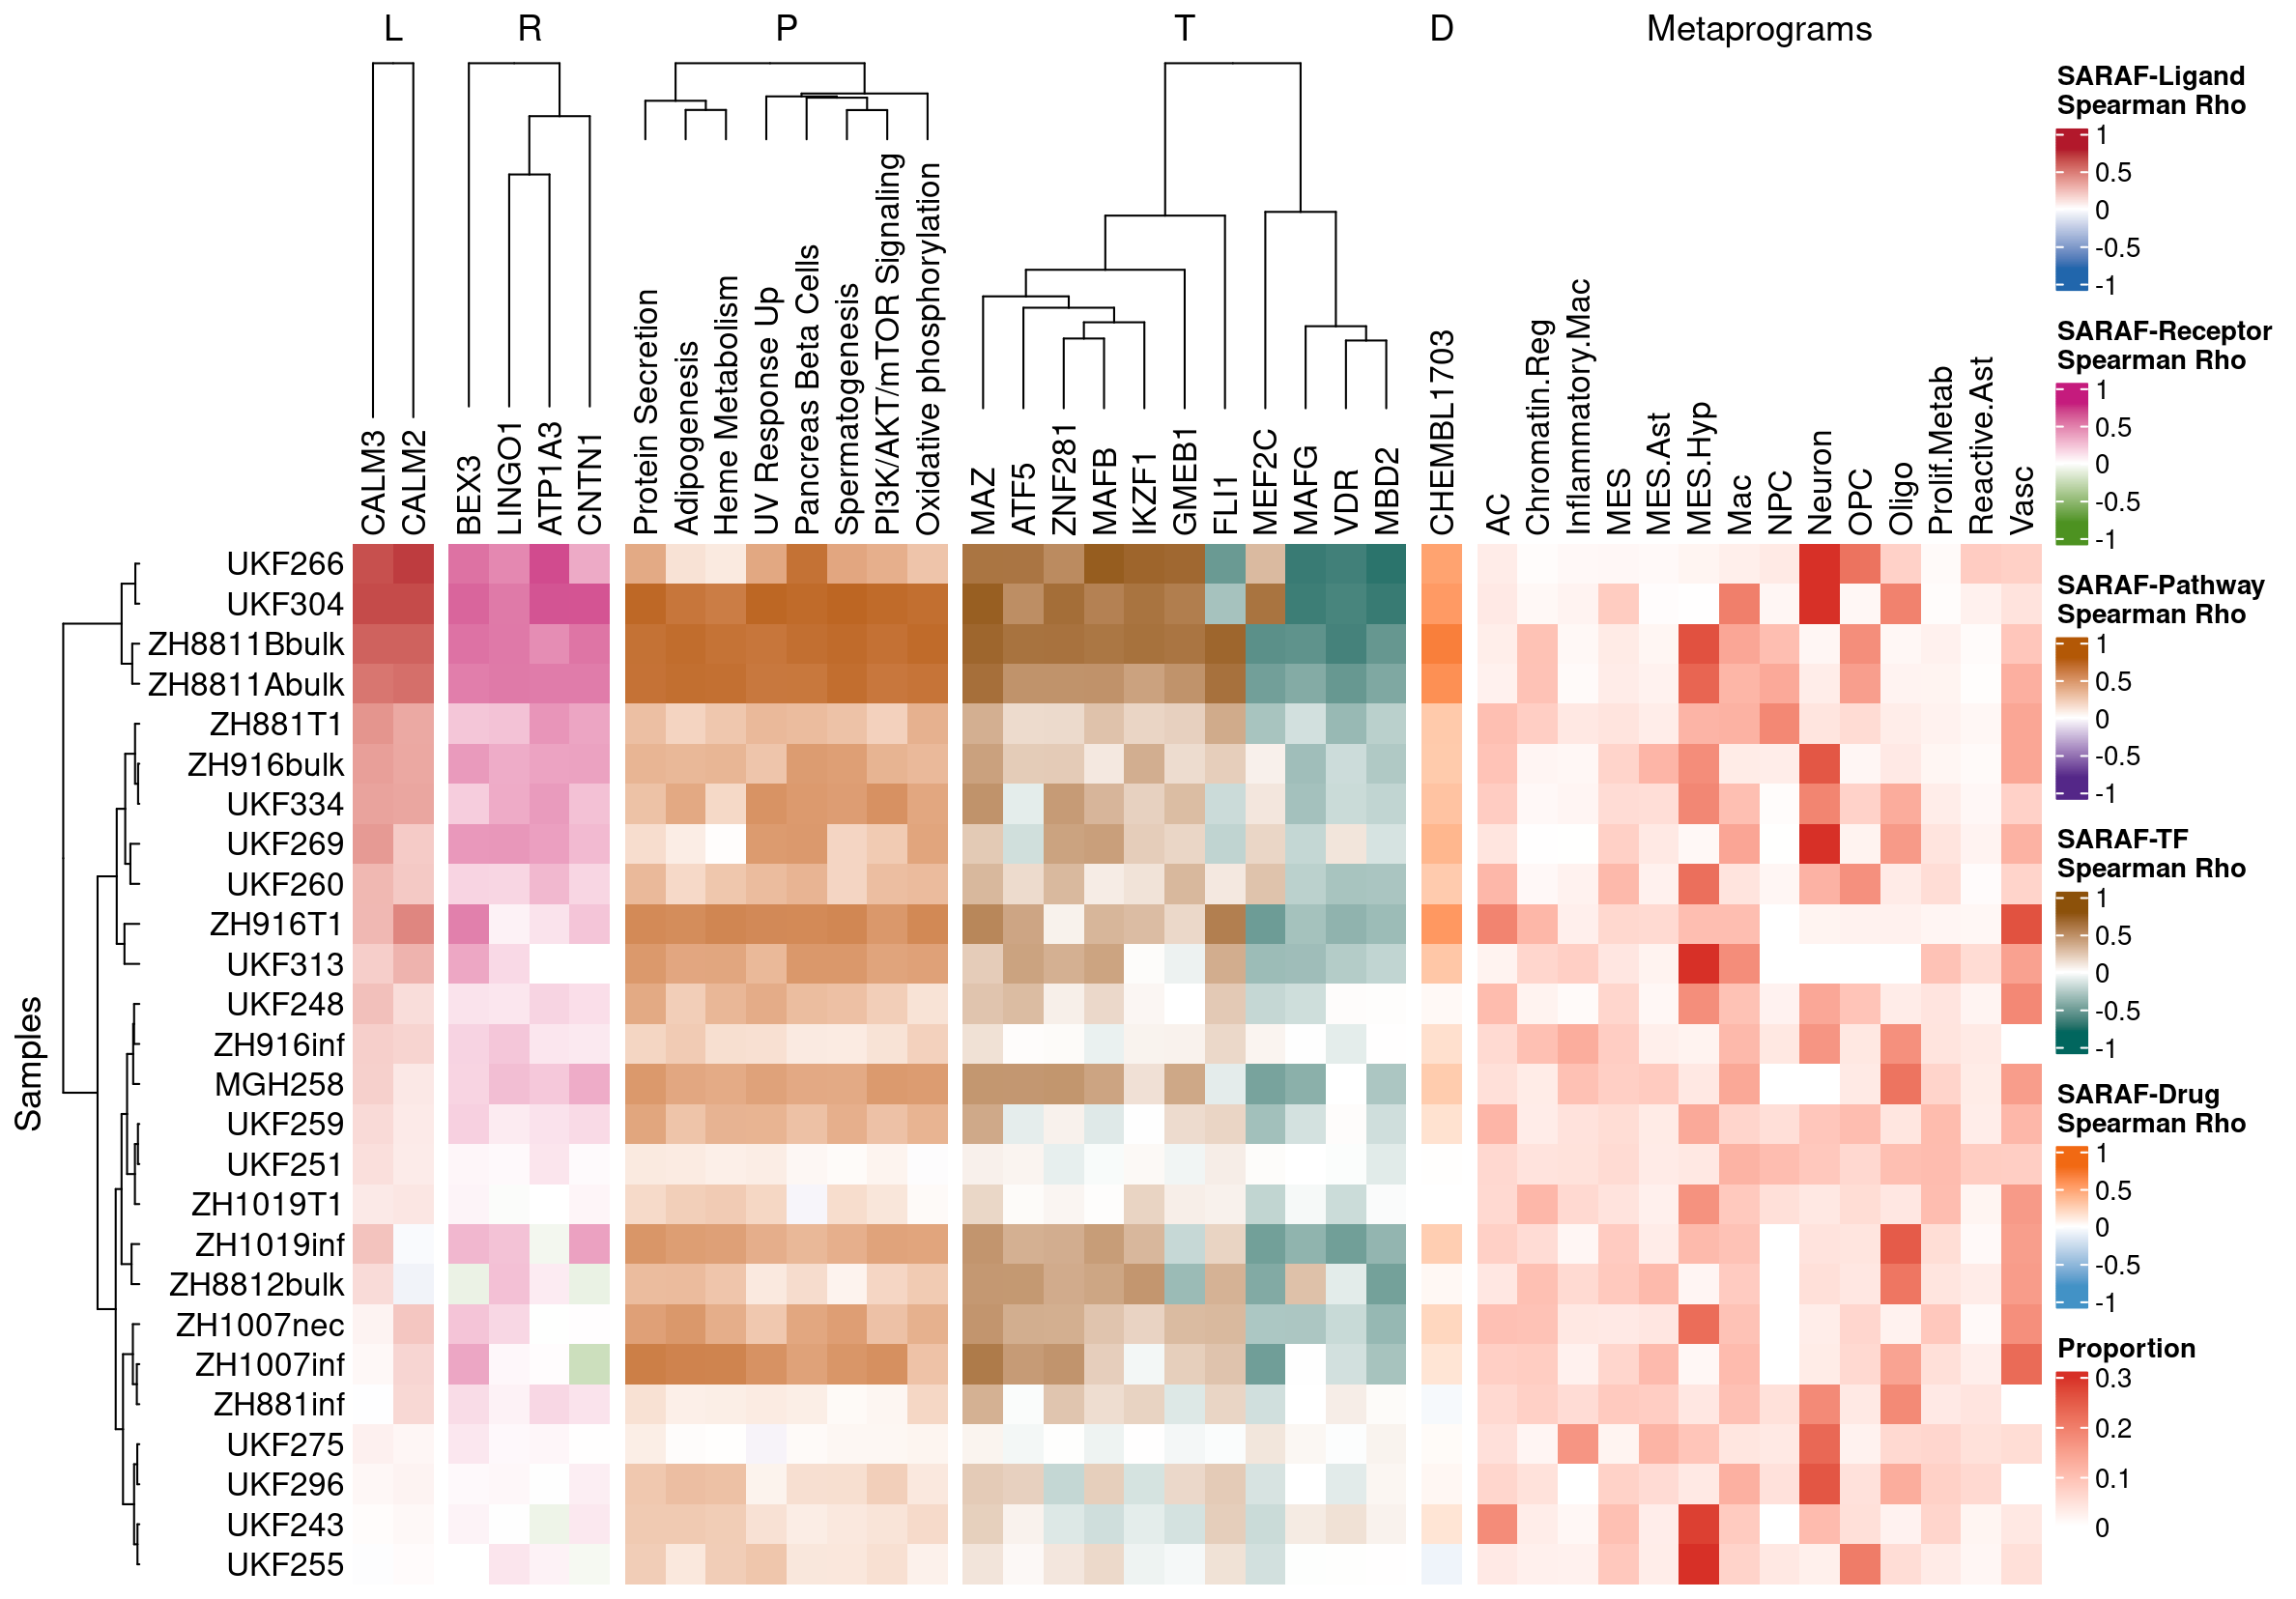 L R P T D Metaprograms
CALM3
CALM2
BEX3
LINGO1
ATP1A3
CNTN1
Protein Secretion
Adipogenesis
Heme Metabolism
UV Response Up
Pancreas Beta Cells
Spermatogenesis
PI3K/AKT/mTOR Signaling
Oxidative phosphorylation
MAZ
ATF5
ZNF281
MAFB
IKZF1
GMEB1
FLI1
MEF2C
MAFG
VDR
MBD2
CHEMBL1703
AC
Chromatin.Reg
Inflammatory.Mac
MES
MES.Ast
MES.Hyp
Mac
NPC
Neuron
OPC
Oligo
Prolif.Metab
Reactive.Ast
Vasc
Samples
UKF266
UKF304
ZH8811Bbulk
ZH8811Abulk
ZH881T1
ZH916bulk
UKF334
UKF269
UKF260
ZH916T1
UKF313
UKF248
ZH916inf
MGH258
UKF259
UKF251
ZH1019T1
ZH1019inf
ZH8812bulk
ZH1007nec
ZH1007inf
ZH881inf
UKF275
UKF296
UKF243
UKF255
SARAF-Ligand
Spearman Rho
1
0.5
0
-0.5
-1
SARAF-Receptor
Spearman Rho
1
0.5
0
-0.5
-1
SARAF-Pathway
Spearman Rho
1
0.5
0
-0.5
-1
SARAF-TF
Spearman Rho
1
0.5
0
-0.5
-1
SARAF-Drug
Spearman Rho
1
0.5
0
-0.5
-1
Proportion
0.3
0.2
0.1
0